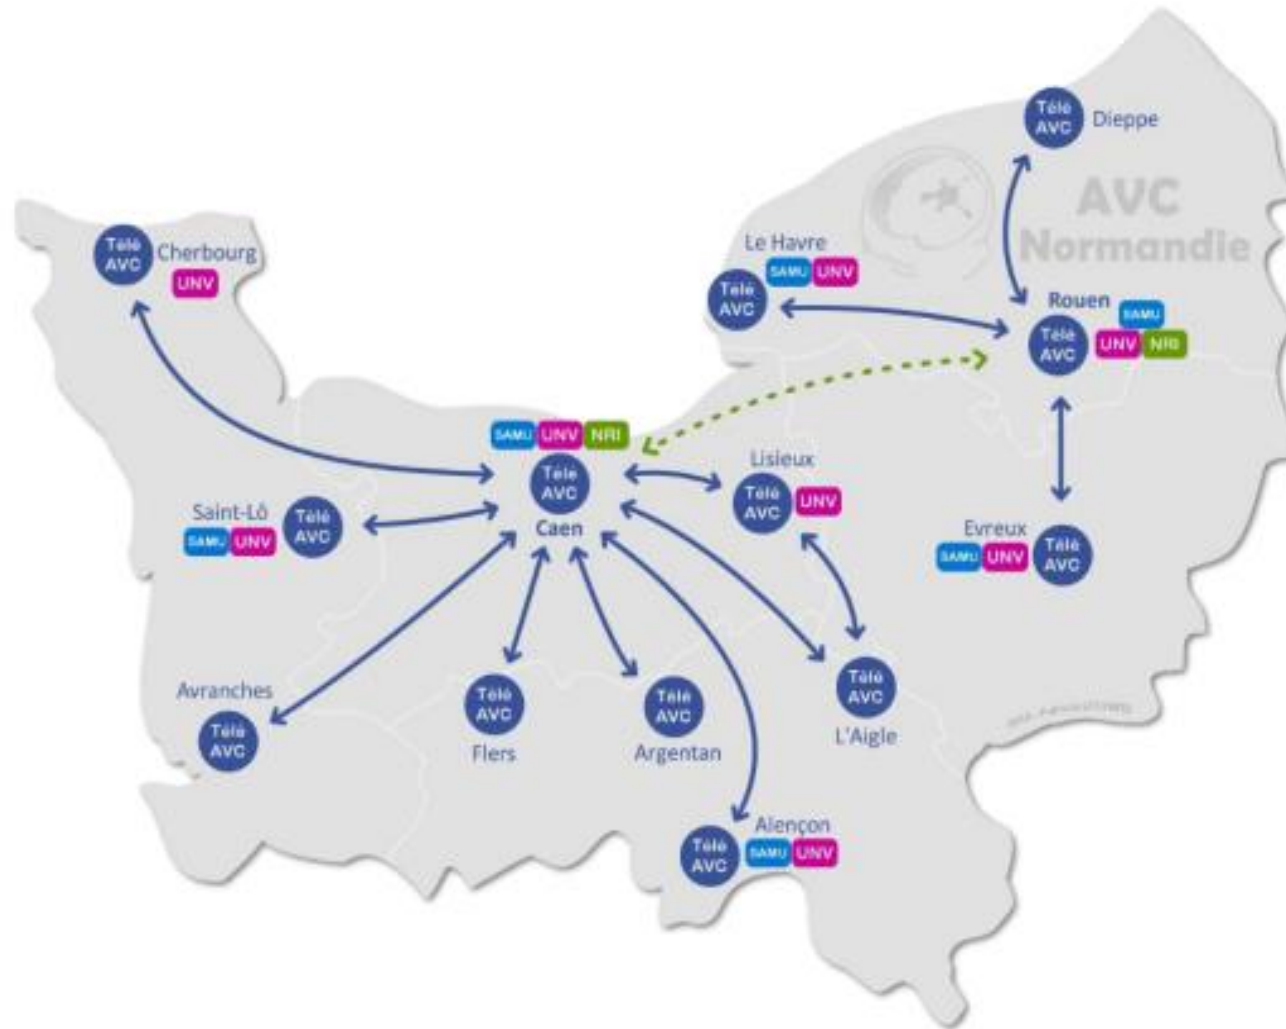 Télé
AVC
Dieppe
AVC
Normandie
Télé
AVC
Cherbourg
UNV
Le Havre
SAMU UNV
Télé
AVC
Rouen
SAMU
Télé
AVC
UNV NRI
SAMU UNV NRI
Télé
AVC
Caen
Lisieux
Télé
AVC
UNV
Saint-Lô
SAMU UNV
Télé
AVC
Evreux
SAMU UNV
Télé
AVC
Avranches
Télé
AVC
Télé
AVC
Flers
Télé
AVC
Argentan
Télé
AVC
L'Aigle
Alençon
Télé
AVC
SAMU UNV